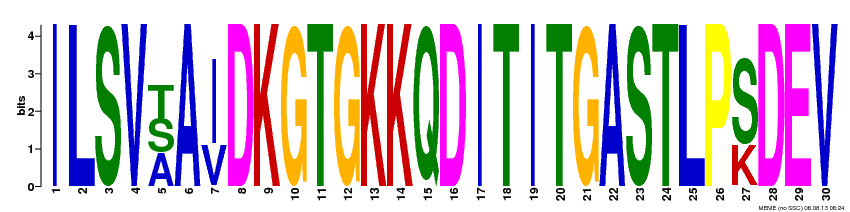 4
3
2
1
0
bits
ILSVTAIDKGTGKKQDITITGASTLPSDEV
S
A V K
1 2 3 4 5 6 7 8 9 10 11 12 13 14 15 16 17 18 19 20 21 22 23 24 25 26 27 28 29 30
MEME (no SSC) 06.08.13 06:24